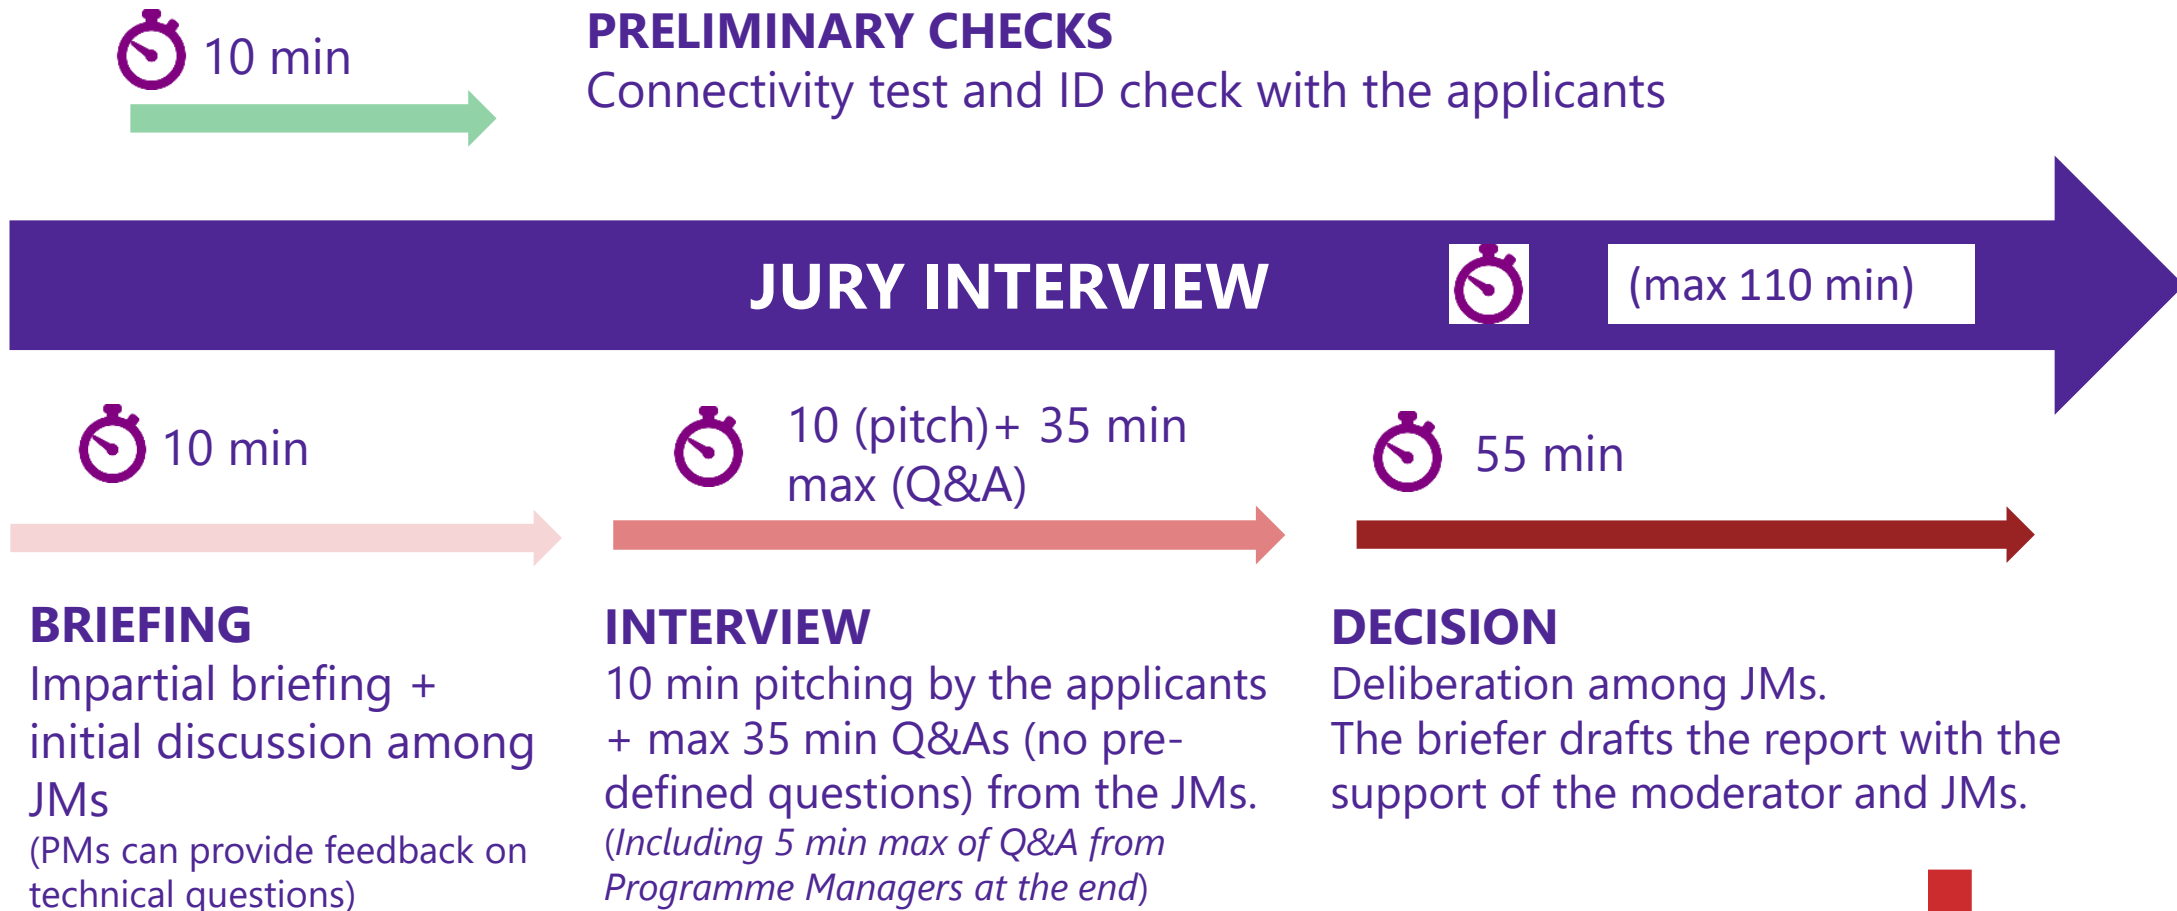 10 min
PRELIMINARY CHECKS
Connectivity test and ID check with the applicants
JURY INTERVIEW
(max 110 min)
10 min
10 (pitch)+ 35 min
max (Q&A)
55 min
BRIEFING
Impartial briefing +
initial discussion among
JMs
(PMs can provide feedback on
technical questions)
INTERVIEW
10 min pitching by the applicants
+ max 35 min Q&As (no pre-
defined questions) from the JMs.
(Including 5 min max of Q&A from
Programme Managers at the end)
DECISION
Deliberation among JMs.
The briefer drafts the report with the
support of the moderator and JMs.